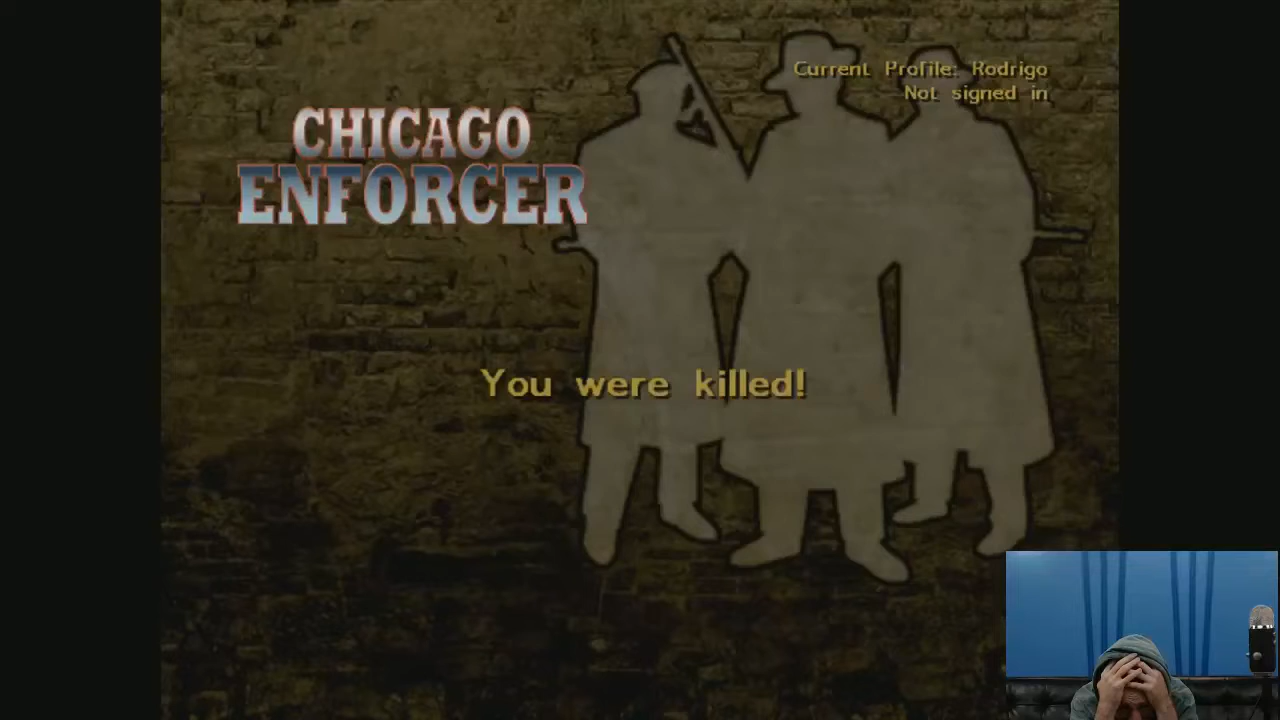 Current Profile: Rodrigo
Not signed in
CHICAGO
ENFORCER
You were killed!